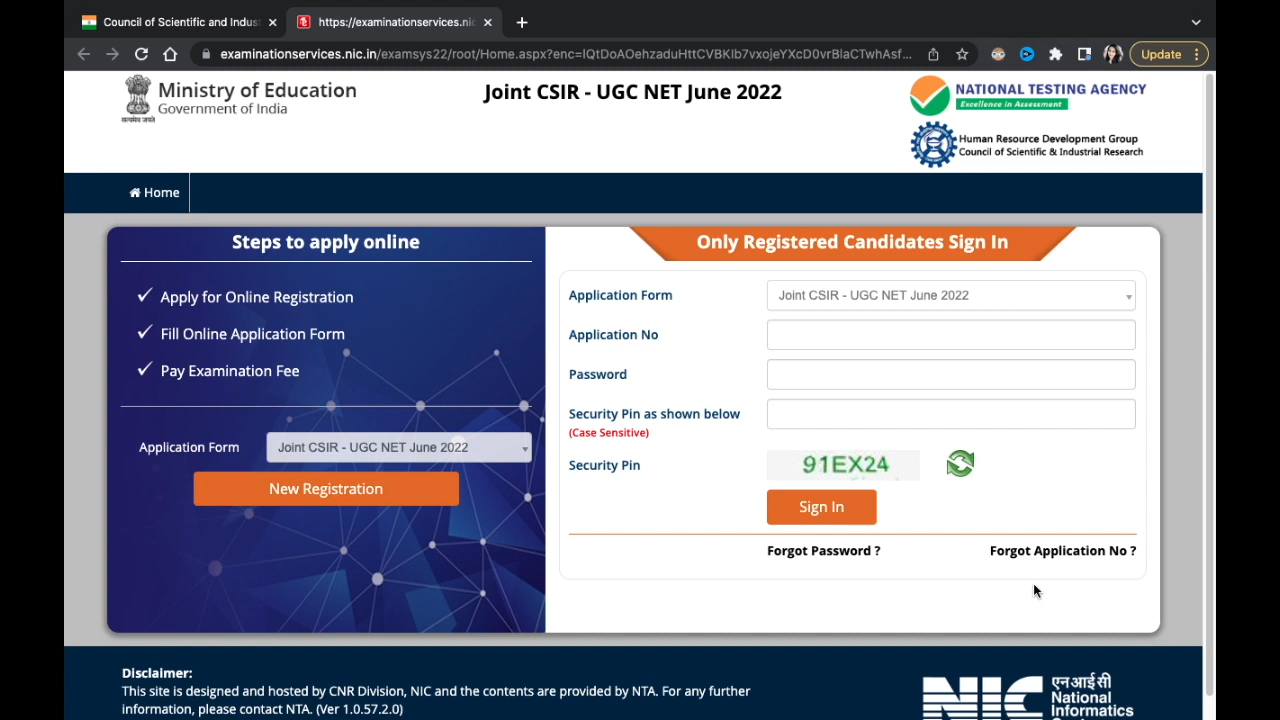 Council of Scientific and Indust
https://examinationservices.nic
examinationservices.nic.in/examsys22/root/Home.aspx?enc=
Update
सत्यमेव जयते
Ministry of Education
Government of India
Joint CSIR - UGC NET June 2022
NATIONAL TESTING AGENCY
Excellence in Assessment
Human Resource Development Group
Council of Scientific & Industrial Research
Home
Steps to apply online
Apply for Online Registration
Fill Online Application Form
Pay Examination Fee
Application Form
Joint CSIR - UGC NET June 2022
New Registration
Only Registered Candidates Sign In
Application Form
Joint CSIR - UGC NET June 2022
Application No
Password
Security Pin as shown below
(Case Sensitive)
Security Pin
91EX24
Sign In
Forgot Password ?
Forgot Application No ?
Disclaimer:
This site is designed and hosted by CNR Division, NIC and the contents are provided by NTA. For any further
information, please contact NTA. (Ver 1.0.57.2.0)
NIC
एन आई सी
National
Informatics